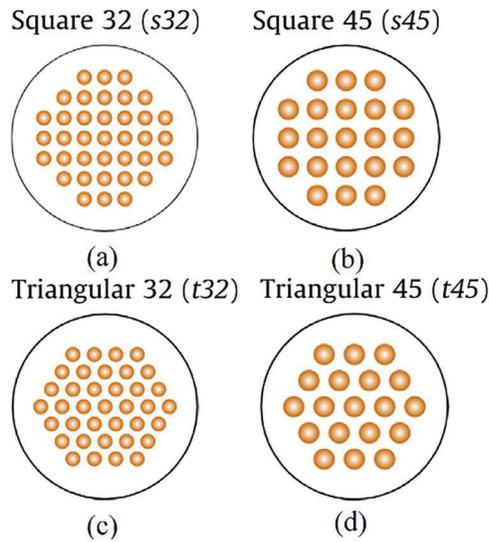 Square 32 (s32)
Square 45 (s45)
(a)
(b)
Triangular 32 (t32)
Triangular 45 (t45)
(c)
(d)